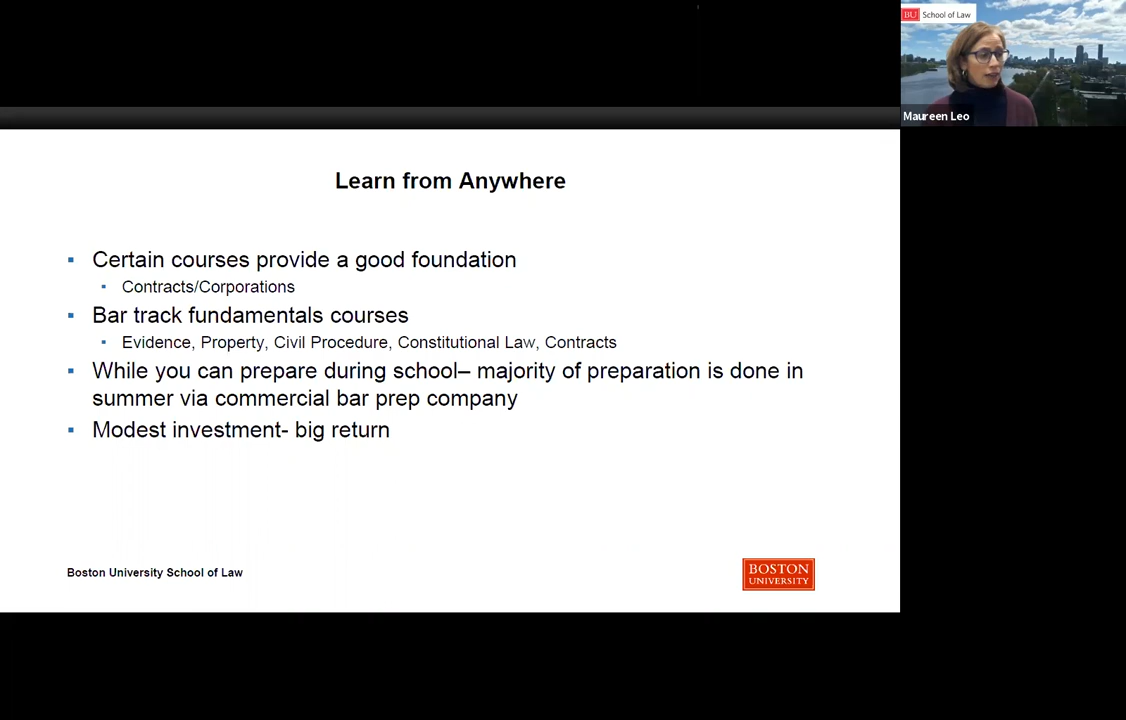 BU School of Law
Maureen Leo
Learn from Anywhere
Certain courses provide a good foundation
Contracts/Corporations
Bar track fundamentals courses
Evidence, Property, Civil Procedure, Constitutional Law, Contracts
While you can prepare during school– majority of preparation is done in
summer via commercial bar prep company
Modest investment- big return
Boston University School of Law
BOSTON
UNIVERSITY